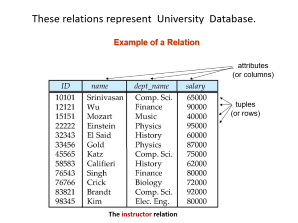 These relations represent University Database.
Example of a Relation
attributes
(or columns)
ID name dept_name salary
10101 Srinivasan Comp. Sci. 65000
12121 Wu Finance 90000
15151 Mozart Music 40000
22222 Einstein Physics 95000
32343 El Said History 60000
33456 Gold Physics 87000
45565 Katz Comp. Sci. 75000
58583 Califieri History 62000
76543 Singh Finance 80000
76766 Crick Biology 72000
83821 Brandt Comp. Sci. 92000
98345 Kim Elec. Eng. 80000
tuples
(or rows)
The instructor relation